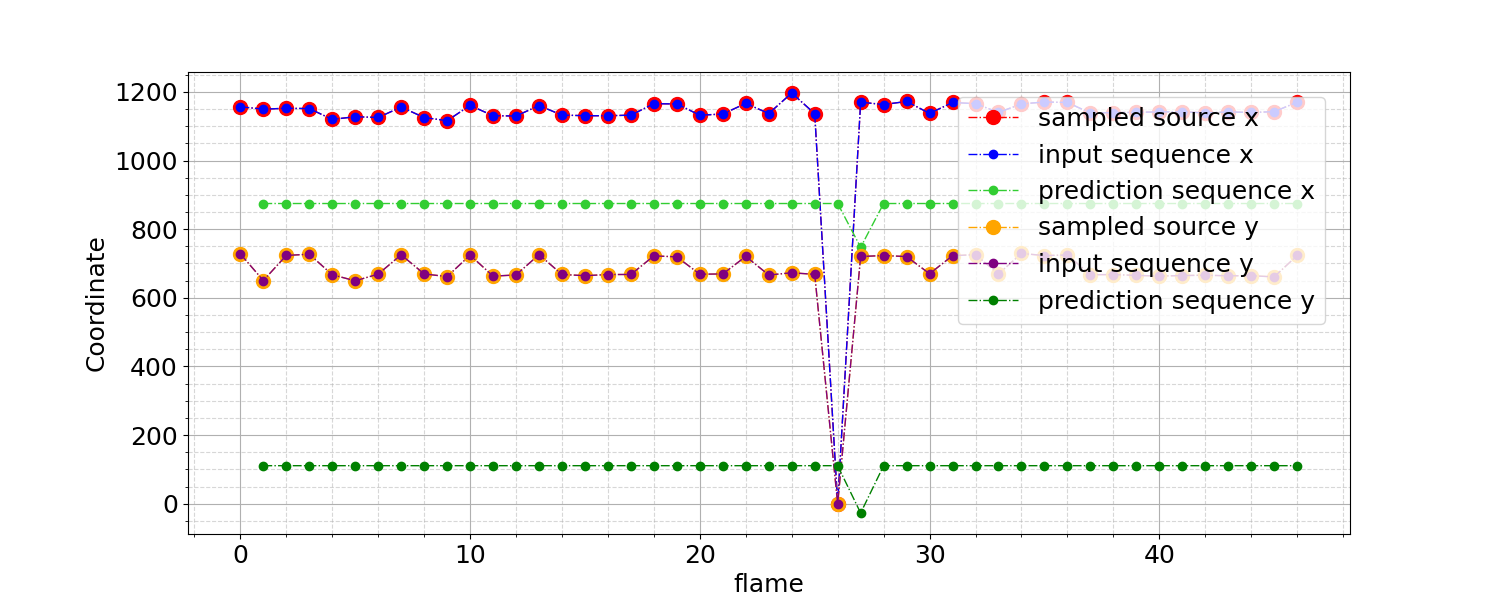 1200
1000
800
600
400
200
0
Coordinate
sampled source x
input sequence x
prediction sequence x
sampled source y
input sequence y
prediction sequence y
0 10 20 30 40
flame